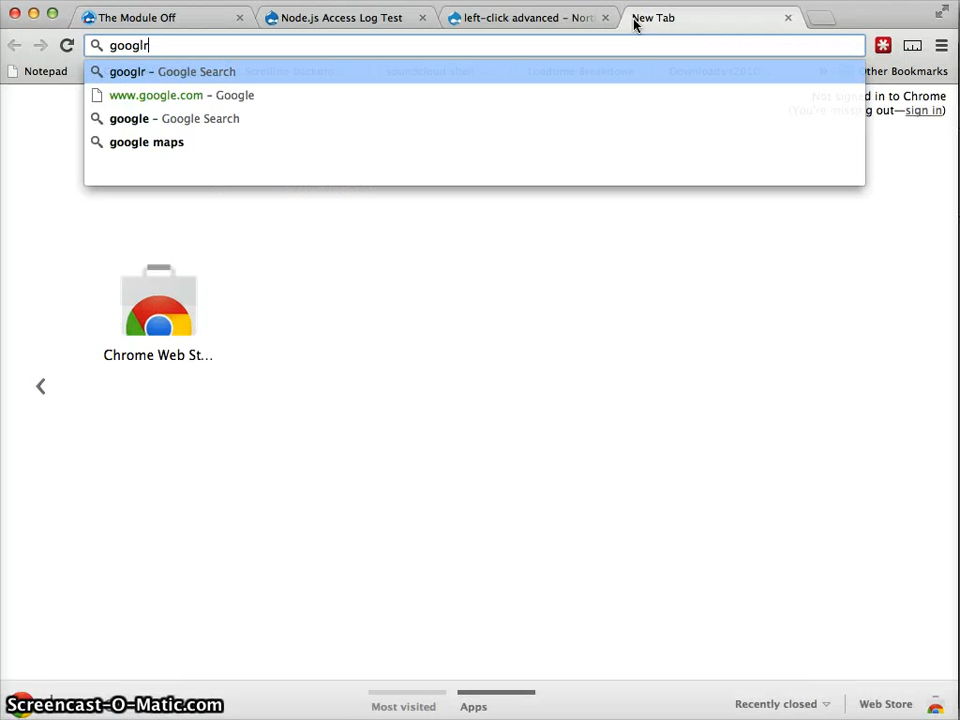 The Module Off
Node.js Access Log Test
left-click advanced – Nort
New Tab
googlr
Notepad
Other Bookmarks
googlr – Google Search
www.google.com – Google
google – Google Search
google maps
Not signed in to Chrome
(You're missing out—sign in)
Chrome Web St...
Screencast-O-Matic.com
Most visited
Apps
Recently closed
Web Store